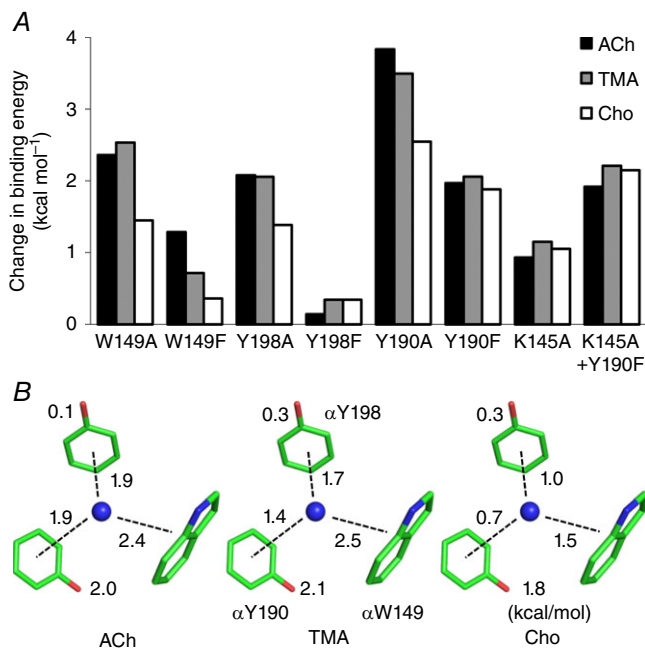 A
Change in binding energy
(kcal mol⁻¹)
4
3
2
1
0
ACh
TMA
Cho
W149A W149F Y198A Y198F Y190A Y190F K145A K145A
+Y190F
B
0.1 0.3 αY198 0.3
1.9 1.7 1.0
1.9 1.4 0.7
2.4 2.5 1.5
2.0 2.1 1.8
αY190 αW149 (kcal/mol)
ACh TMA Cho